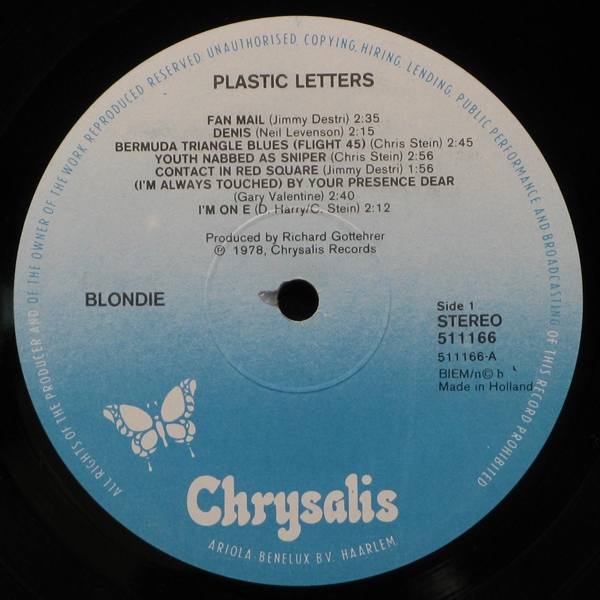 ALL RIGHTS OF THE PRODUCER AND OF THE OWNER OF THE WORK REPRODUCED RESERVED. UNAUTHORISED, COPYING, HIRING, LENDING, PUBLIC PERFORMANCE AND BROADCASTING OF THIS RECORD PROHIBITED
PLASTIC LETTERS
FAN MAIL (Jimmy Destri) 2:35
DENIS (Neil Levenson) 2:15
BERMUDA TRIANGLE BLUES (FLIGHT 45) (Chris Stein) 2:45
YOUTH NABBED AS SNIPER (Chris Stein) 2:56
CONTACT IN RED SQUARE (Jimmy Destri) 1:56
(I'M ALWAYS TOUCHED) BY YOUR PRESENCE DEAR
(Gary Valentine) 2:40
I'M ON E (D. Harry/C. Stein) 2:12
Produced by Richard Gottehrer
℗ 1978, Chrysalis Records
BLONDIE
Side 1
STEREO
511166
511166-A
BIEM/n©b
Made in Holland
Chrysalis
ARIOLA-BENELUX B.V. HAARLEM.